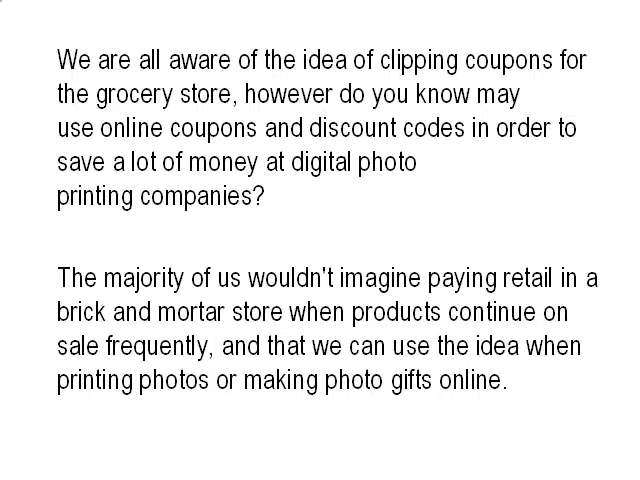 We are all aware of the idea of clipping coupons for
the grocery store, however do you know may
use online coupons and discount codes in order to
save a lot of money at digital photo
printing companies?
The majority of us wouldn't imagine paying retail in a
brick and mortar store when products continue on
sale frequently, and that we can use the idea when
printing photos or making photo gifts online.